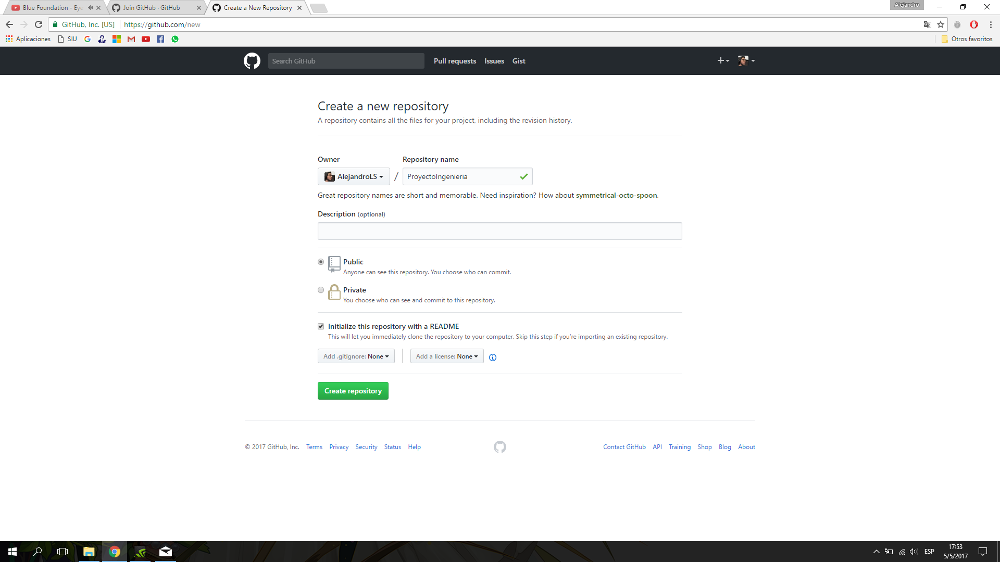 Blue Foundation - Eye
Join GitHub · GitHub
Create a New Repository
Alejandro
GitHub, Inc. [US]
https://github.com/new
Aplicaciones
SIU
Otros favoritos
Search GitHub
Pull requests
Issues
Gist
Create a new repository
A repository contains all the files for your project, including the revision history.
Owner
Repository name
AlejandroLS
/
ProyectoIngenieria
Great repository names are short and memorable. Need inspiration? How about symmetrical-octo-spoon.
Description (optional)
Public
Anyone can see this repository. You choose who can commit.
Private
You choose who can see and commit to this repository.
Initialize this repository with a README
This will let you immediately clone the repository to your computer. Skip this step if you're importing an existing repository.
Add .gitignore: None
Add a license: None
Create repository
© 2017 GitHub, Inc.
Terms
Privacy
Security
Status
Help
Contact GitHub
API
Training
Shop
Blog
About
ESP
17:53
5/5/2017